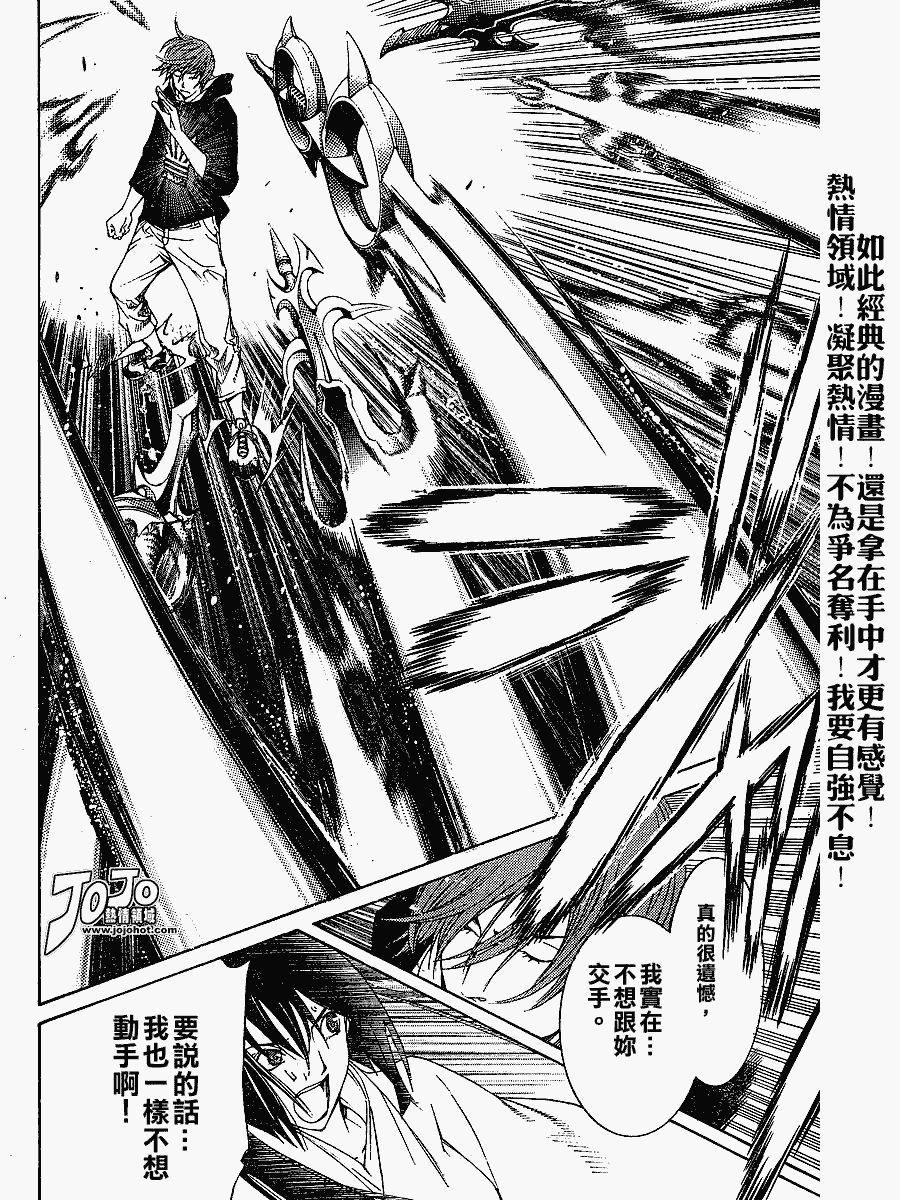 如此經典的漫畫！還是拿在手中才更有感覺！
熱情領域！凝聚熱情！不為爭名奪利！我要自強不息！
真的很遺憾，
我實在…
不想跟妳
交手。
要說的話…
我也一樣不想
動手啊！
JOJO
熱情領域
www.jojohot.com